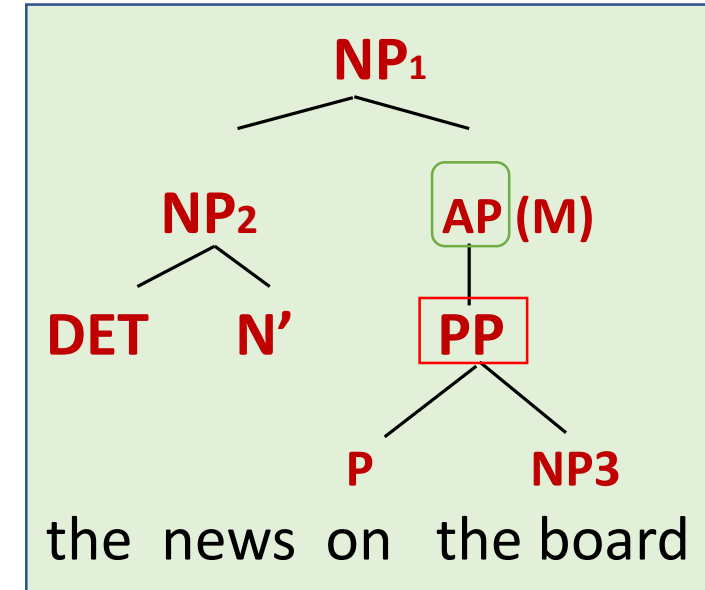 NP1
NP2 AP (M)
DET N’ PP
P NP3
the news on the board